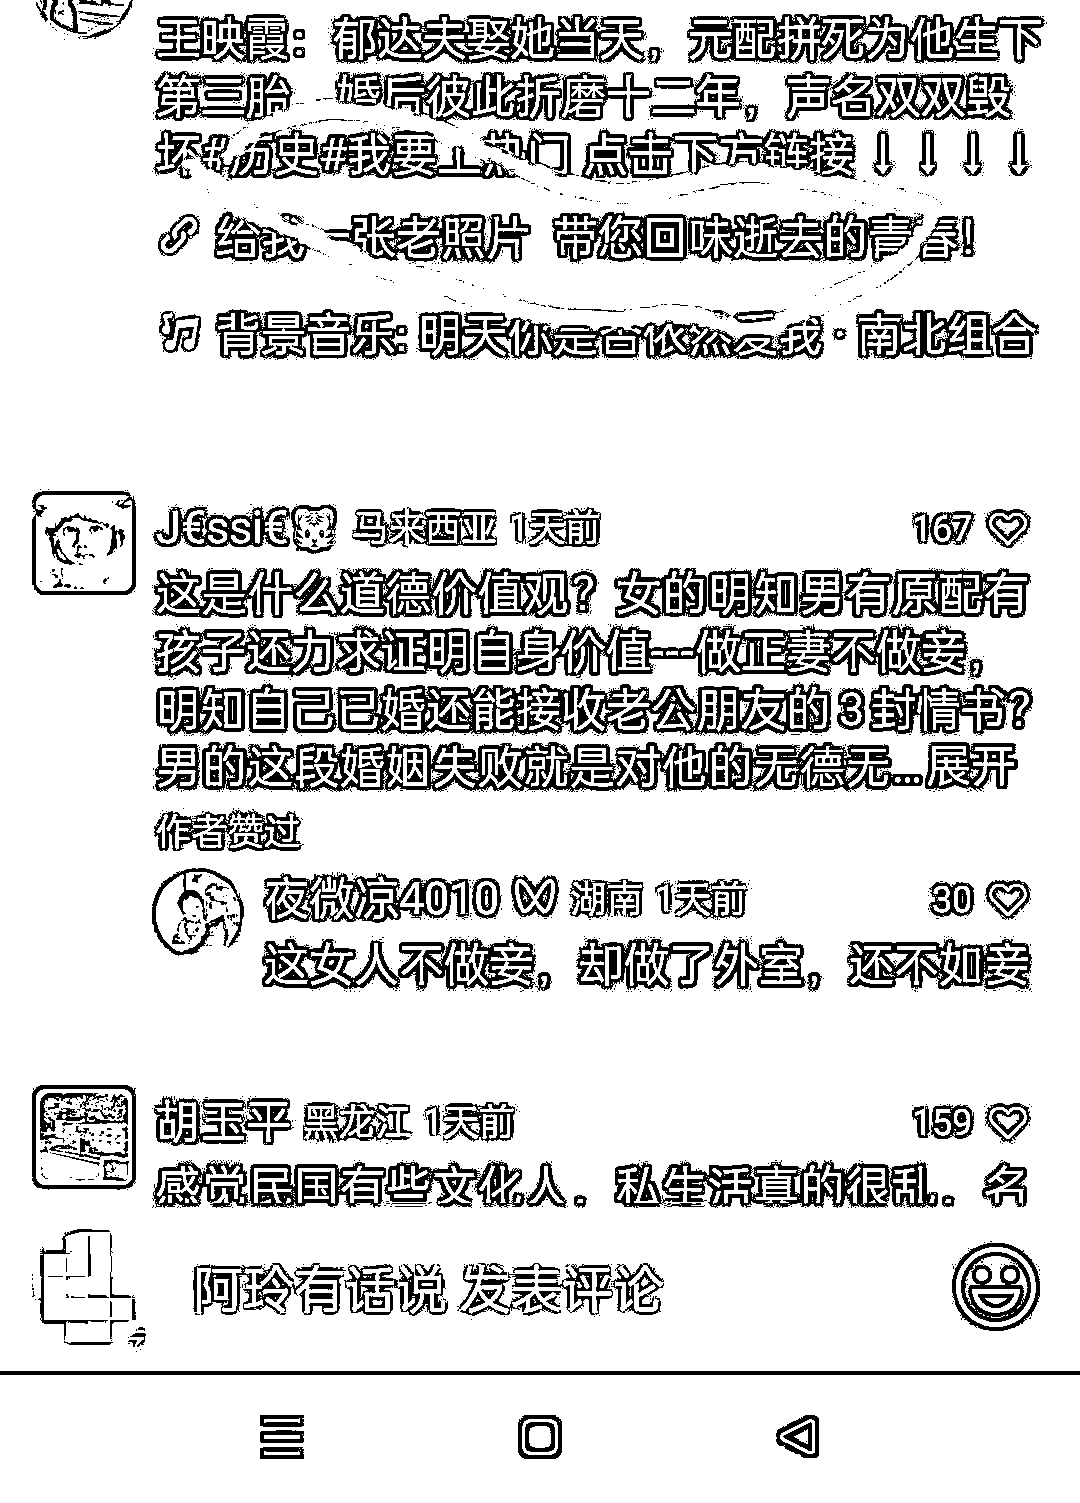 王映霞：郁达夫娶她当天，元配拼死为他生下
第三胎，婚后彼此折磨十二年，声名双双毁
坏#历史#我要上热门 点击下方链接↓↓↓↓
给我一张老照片 带您回味逝去的青春!
背景音乐: 明天你是否依然爱我·南北组合
J€ssi€🐯 马来西亚 1天前 167
这是什么道德价值观？女的明知男有原配有
孩子还力求证明自身价值---做正妻不做妾，
明知自己已婚还能接收老公朋友的3封情书？
男的这段婚姻失败就是对他的无德无... 展开
作者赞过
夜微凉4010 湖南 1天前 30
这女人不做妾，却做了外室，还不如妾
胡玉平 黑龙江 1天前 159
感觉民国有些文化人．私生活真的很乱．名
阿玲有话说 发表评论